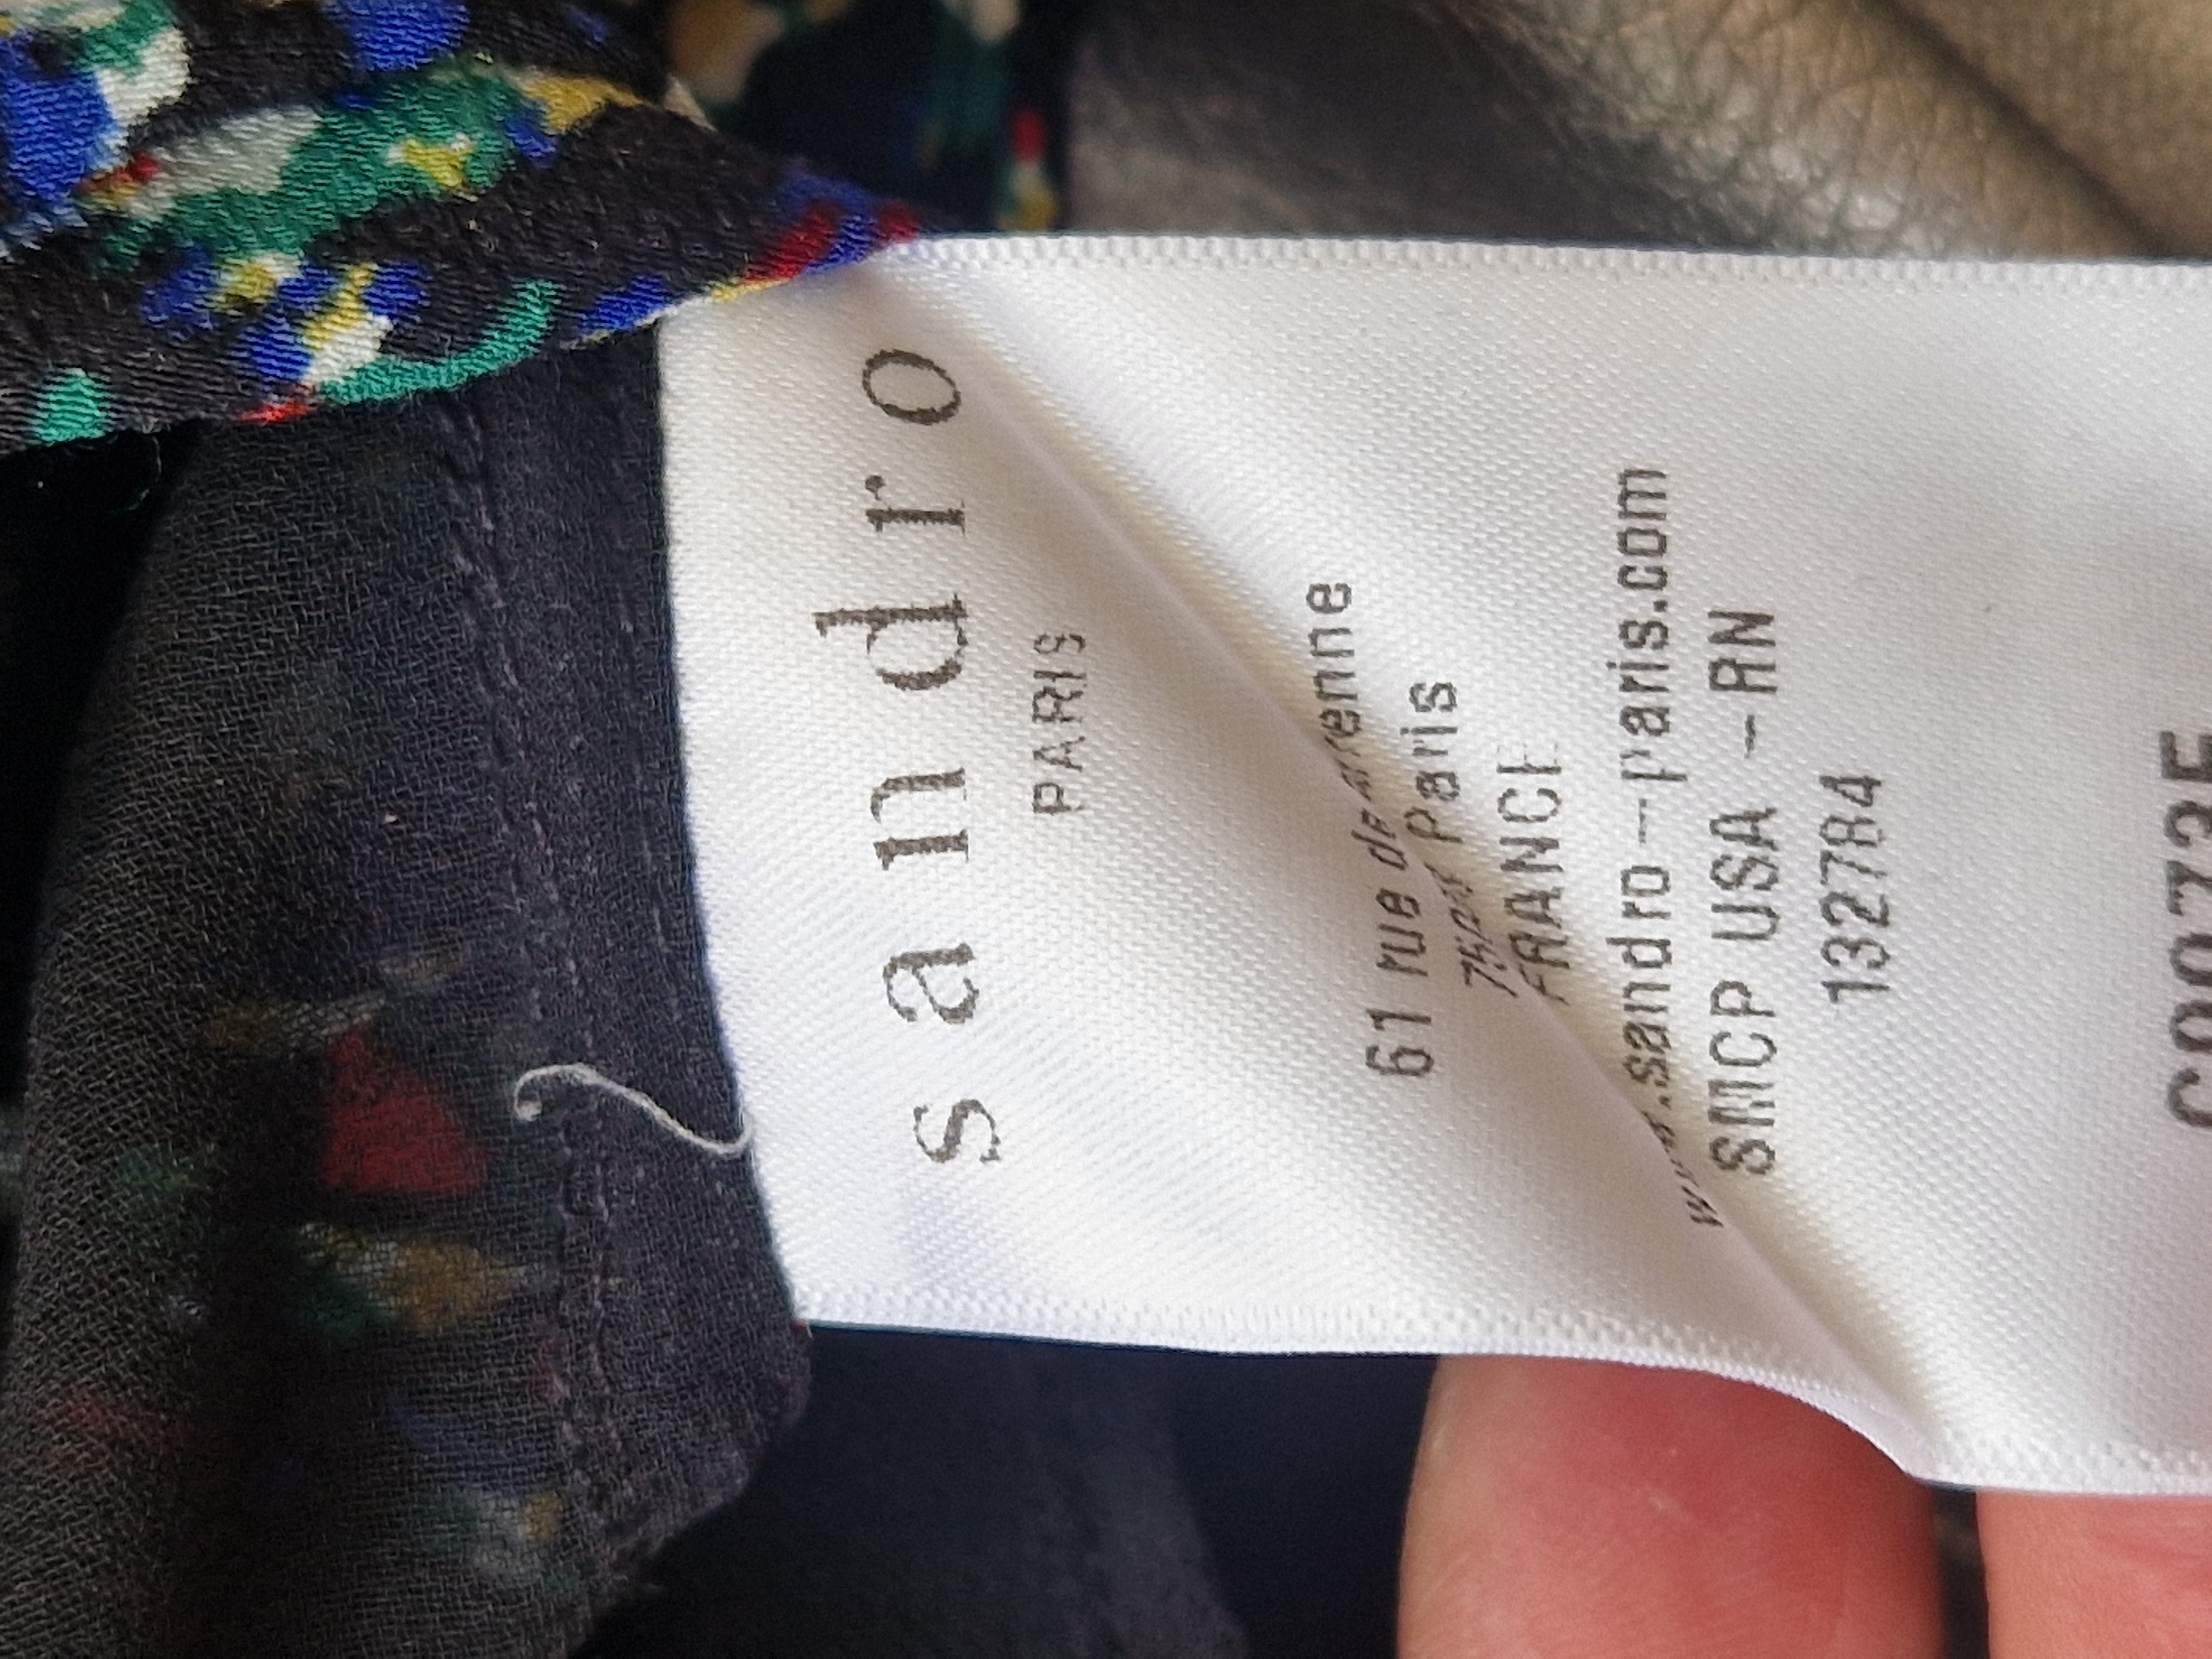 sandro
PARIS
61 rue de
Paris
FRANCE
sandro-Paris.com
SMCP USA - RN
132784